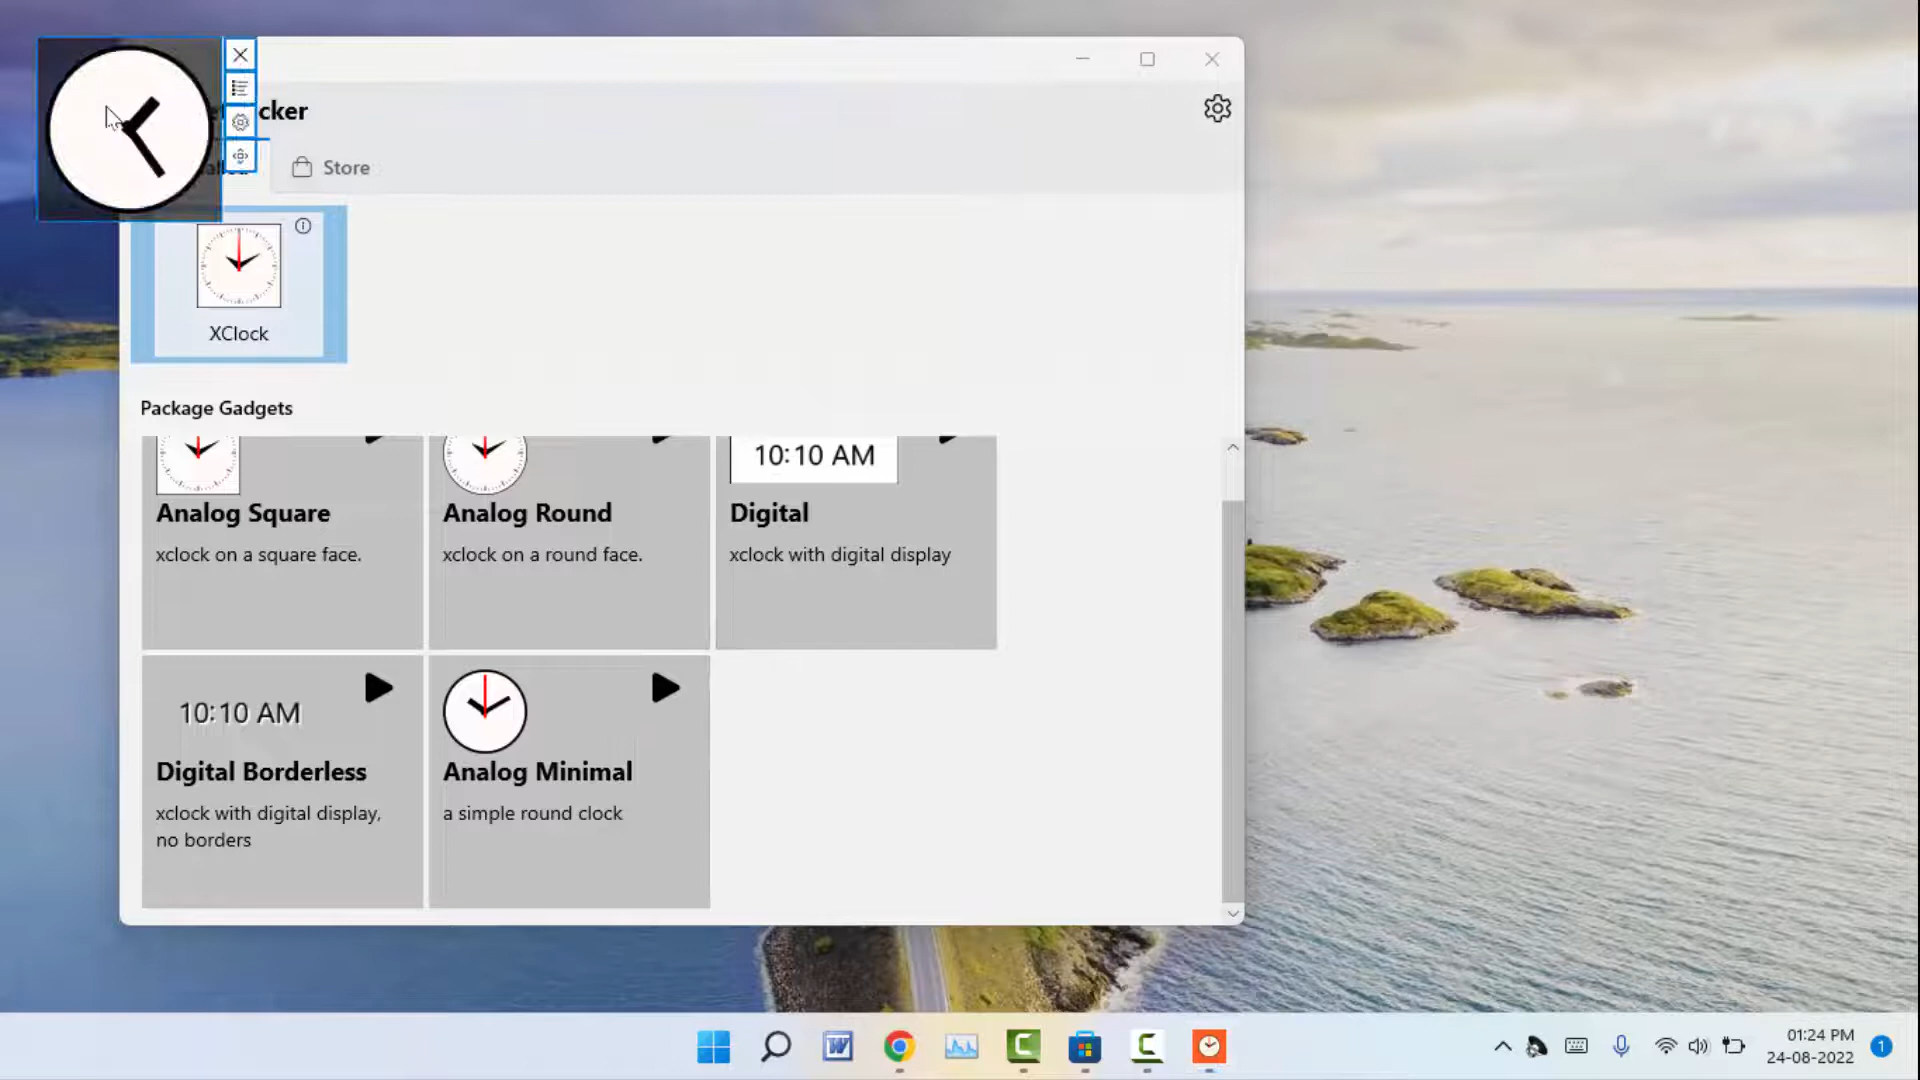 cker
Store
XClock
Package Gadgets
10:10 AM
Analog Square
Analog Round
Digital
xclock on a square face.
xclock on a round face.
xclock with digital display
10:10 AM
Digital Borderless
Analog Minimal
xclock with digital display,
no borders
a simple round clock
01:24 PM
24-08-2022
1